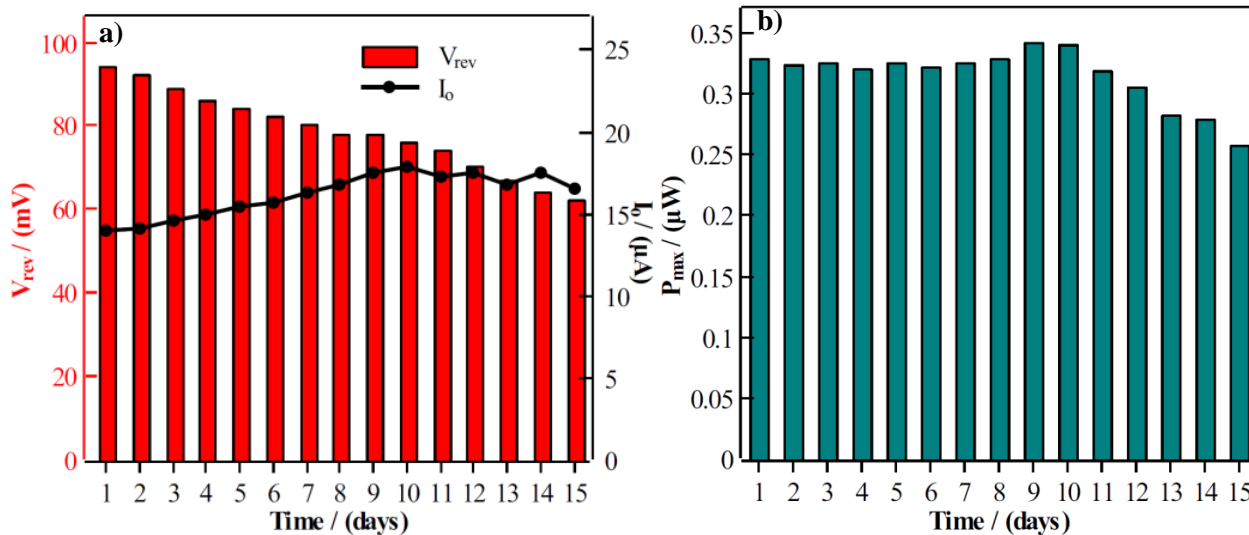 a)
V_rev
I_o
V_rev / (mV)
100
80
60
40
20
0
25
20
15
10
5
0
I_o / (µA)
1 2 3 4 5 6 7 8 9 10 11 12 13 14 15
Time / (days)
b)
P_max / (µW)
0.35
0.3
0.25
0.2
0.15
0.1
0.05
0
1 2 3 4 5 6 7 8 9 10 11 12 13 14 15
Time / (days)